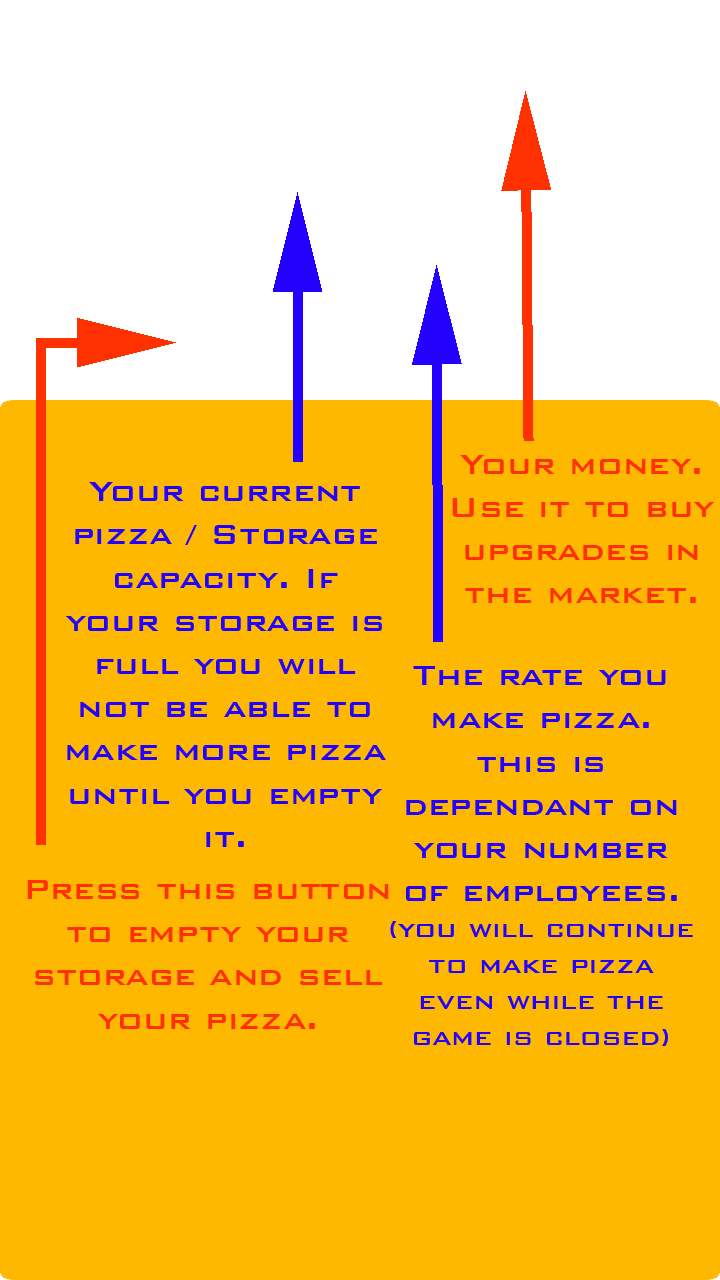 Your current
pizza / Storage
capacity. If
your storage is
full you will
not be able to
make more pizza
until you empty
it.
Press this button
to empty your
storage and sell
your pizza.
Your money.
Use it to buy
upgrades in
the market.
The rate you
make pizza.
this is
dependant on
your number
of employees.
(you will continue
to make pizza
even while the
game is closed)